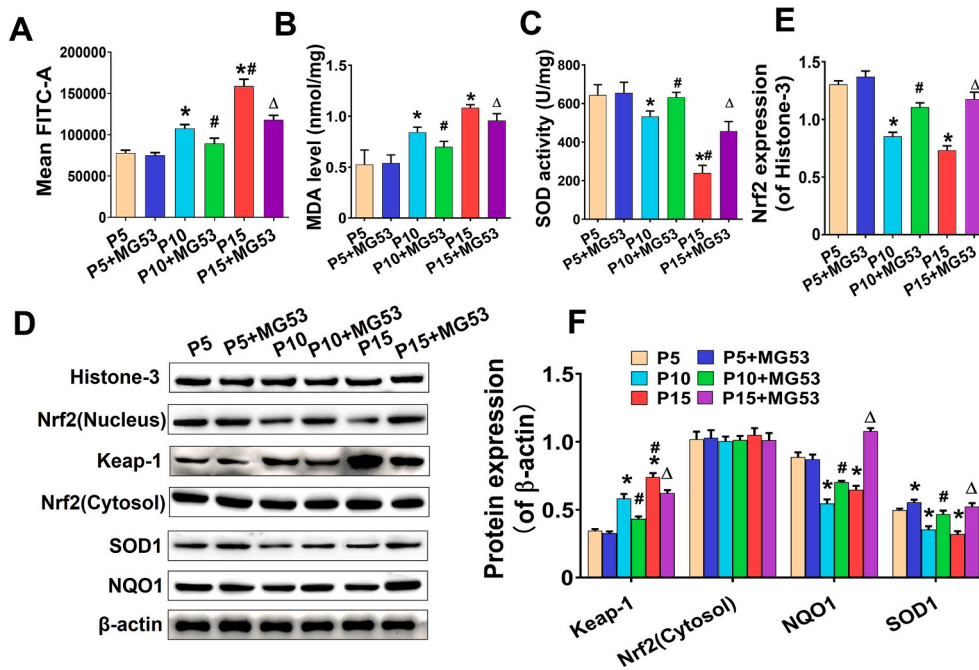 A
Mean FITC-A
200000
150000
100000
50000
0
*
#
*#
Δ
P5
P5+MG53
P10
P10+MG53
P15
P15+MG53
B
MDA level (nmol/mg)
1.5
1.0
0.5
0.0
*
#
*
Δ
P5
P5+MG53
P10
P10+MG53
P15
P15+MG53
C
SOD activity (U/mg)
800
600
400
200
0
*
#
*#
Δ
P5
P5+MG53
P10
P10+MG53
P15
P15+MG53
E
Nrf2 expression
(of Histone-3)
1.5
1.0
0.5
0
*
#
*
Δ
P5
P5+MG53
P10
P10+MG53
P15
P15+MG53
D
P5
P5+MG53
P10
P10+MG53
P15
P15+MG53
Histone-3
Nrf2(Nucleus)
Keap-1
Nrf2(Cytosol)
SOD1
NQO1
β-actin
F
P5
P5+MG53
P10
P10+MG53
P15
P15+MG53
Protein expression
(of β-actin)
1.5
1.0
0.5
0
*
#
#
*
Δ
*
#
*
Δ
*
*
#
*
Δ
Keap-1
Nrf2(Cytosol)
NQO1
SOD1